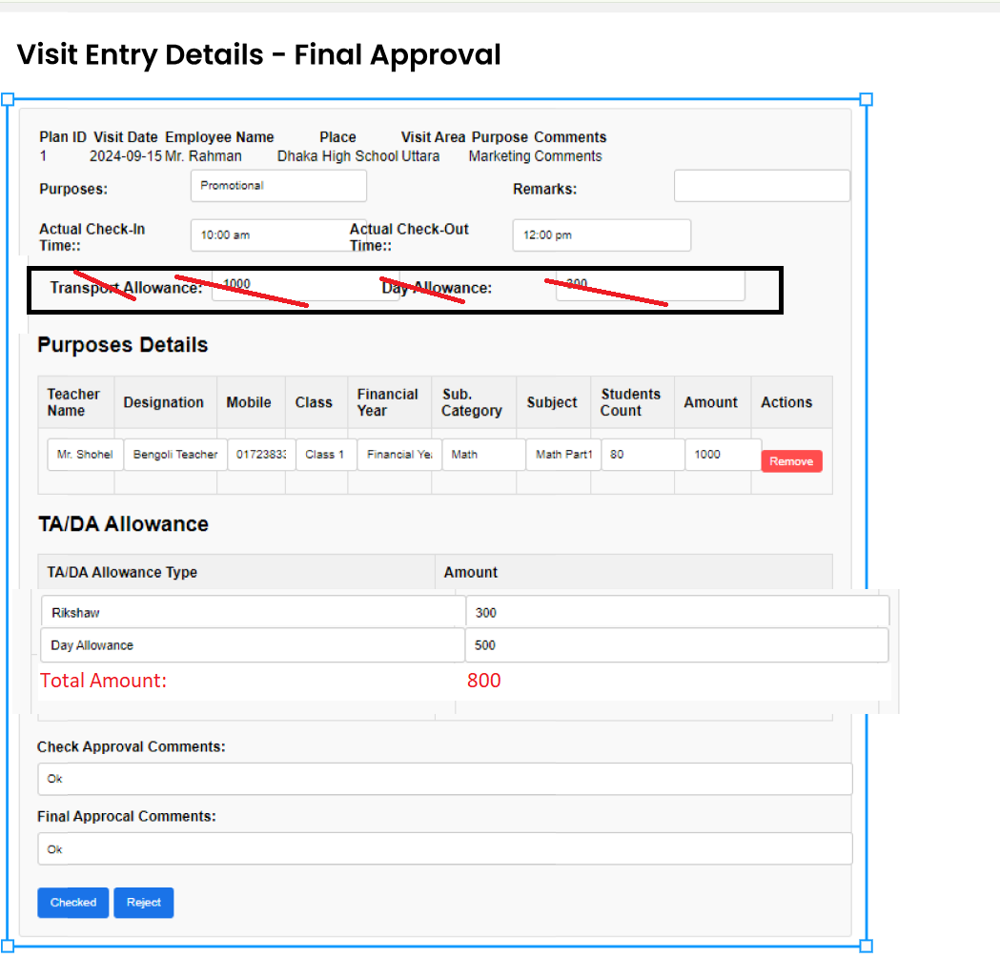 Visit Entry Details - Final Approval
Plan ID Visit Date Employee Name Place Visit Area Purpose Comments
1 2024-09-15 Mr. Rahman Dhaka High School Uttara Marketing Comments
Purposes: Promotional Remarks:
Actual Check-In Time:: 10:00 am Actual Check-Out Time:: 12:00 pm
Transport Allowance: 1000 Day Allowance: 300
Purposes Details
Teacher Name Designation Mobile Class Financial Year Sub. Category Subject Students Count Amount Actions
Mr. Shohel Bengoli Teacher 01723833 Class 1 Financial Ye Math Math Part1 80 1000 Remove
TA/DA Allowance
TA/DA Allowance Type Amount
Rikshaw 300
Day Allowance 500
Total Amount: 800
Check Approval Comments:
Ok
Final Approcal Comments:
Ok
Checked Reject